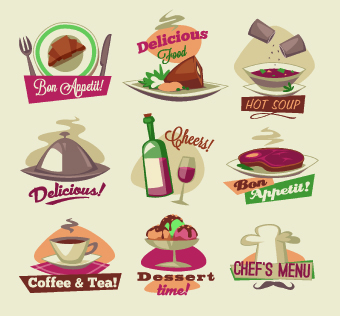 Bon Appetit!
Delicious
Food
HOT SOUP
Delicious!
Cheers!
Bon
Appetit!
Coffee & Tea!
Dessert
time!
CHEF'S MENU